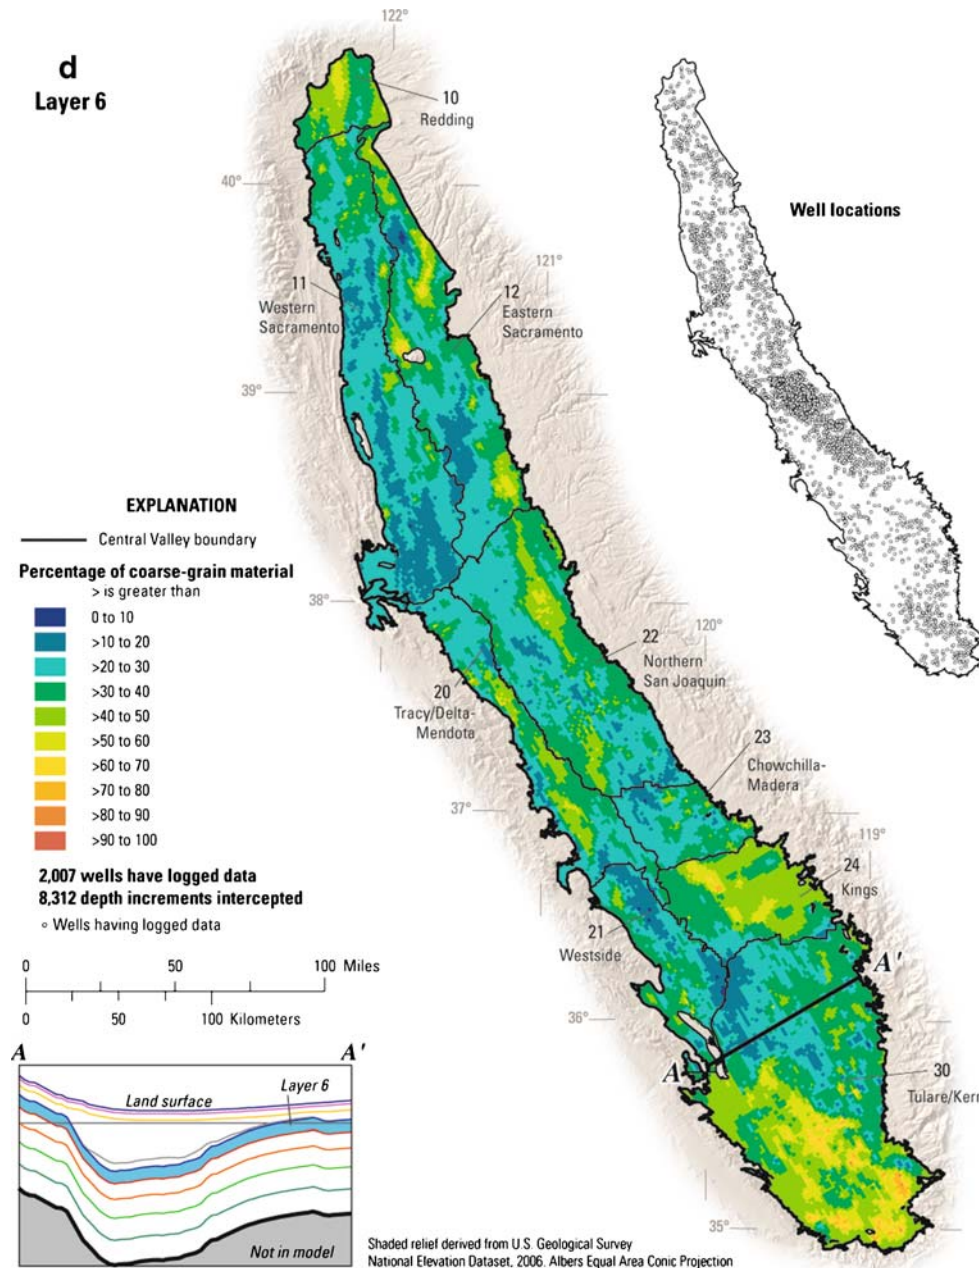 d
Layer 6
122°
10
Redding
40°
Well locations
121°
11
Western
Sacramento
12
Eastern
Sacramento
39°
EXPLANATION
Central Valley boundary
Percentage of coarse-grain material
> is greater than
0 to 10
>10 to 20
>20 to 30
>30 to 40
>40 to 50
>50 to 60
>60 to 70
>70 to 80
>80 to 90
>90 to 100
38°
120°
22
Northern
San Joaquin
20
Tracy/Delta-
Mendota
23
Chowchilla-
Madera
37°
119°
24
Kings
2,007 wells have logged data
8,312 depth increments intercepted
Wells having logged data
21
Westside
A'
0 50 100 Miles
0 50 100 Kilometers
36°
A
30
Tulare/Kern
A A'
Land surface
Layer 6
Not in model
35°
Shaded relief derived from U.S. Geological Survey
National Elevation Dataset, 2006. Albers Equal Area Conic Projection